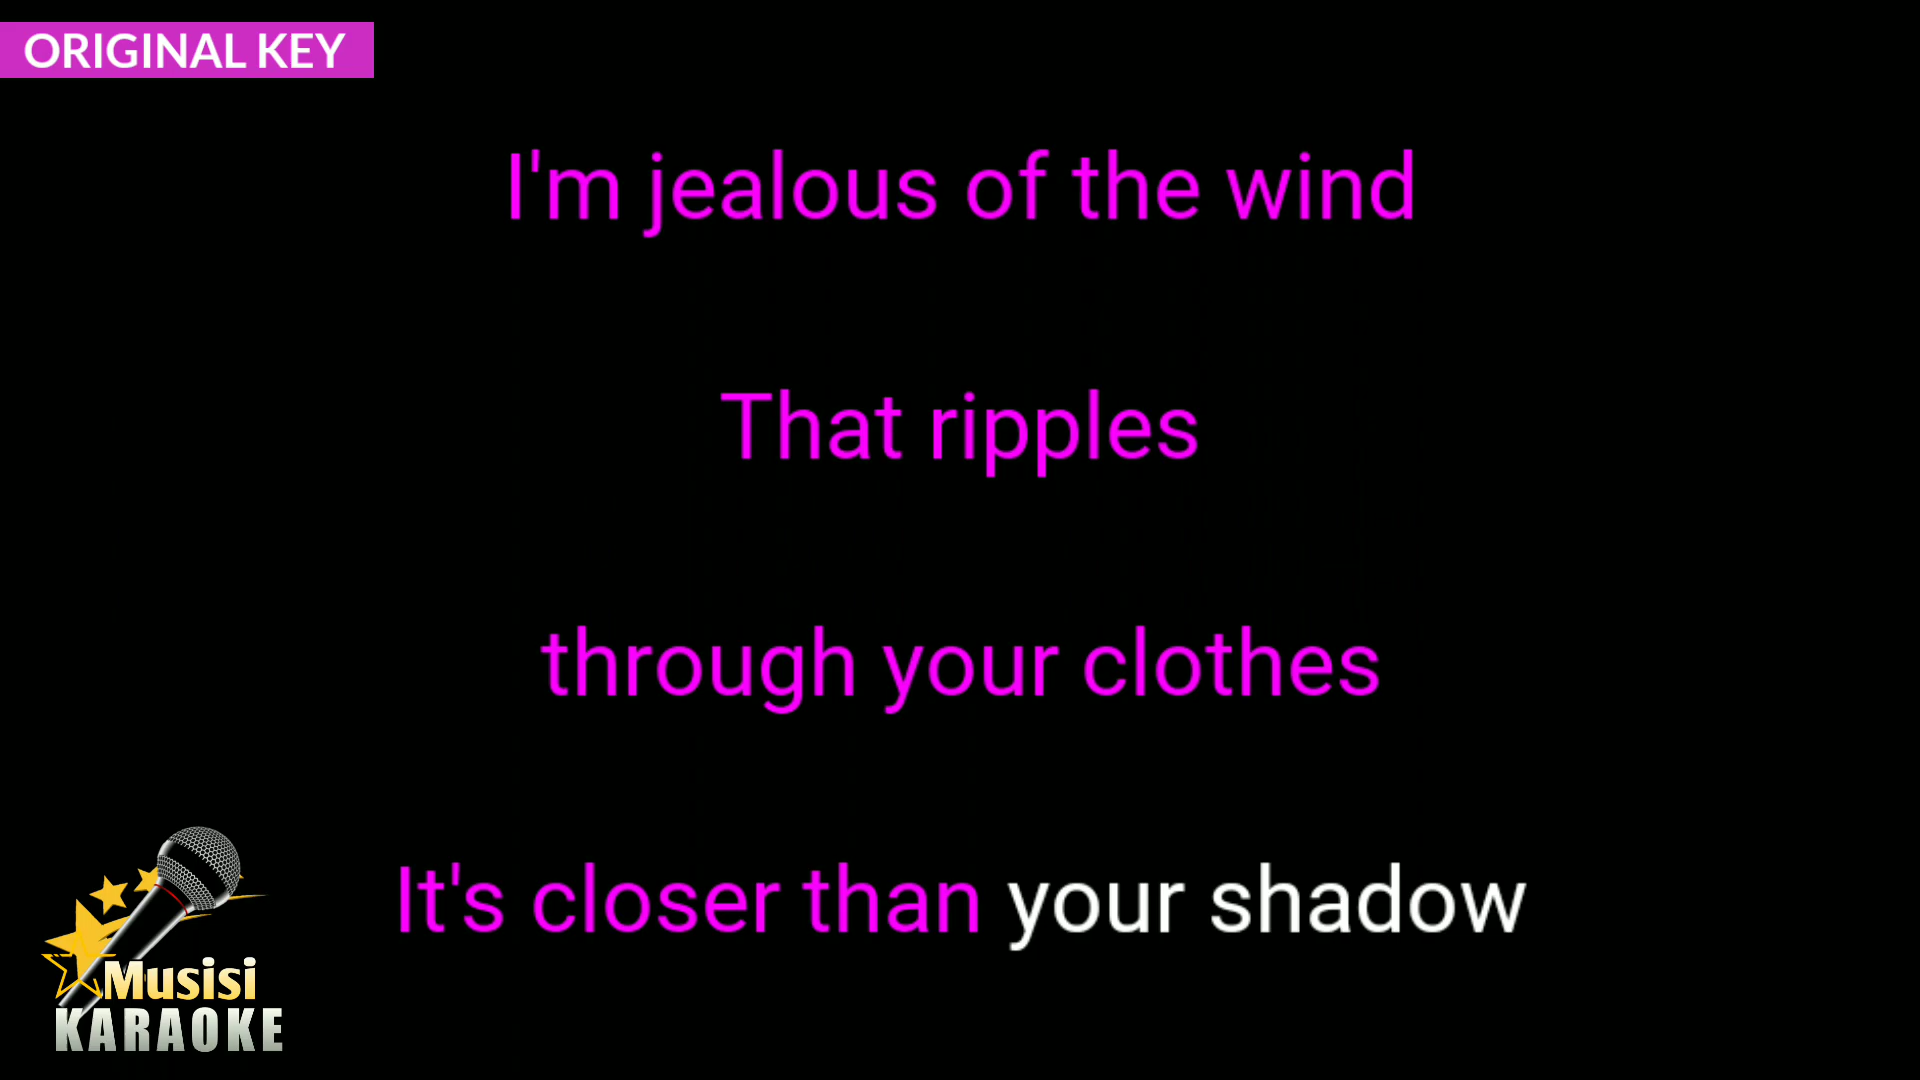 ORIGINAL KEY
I'm jealous of the wind
That ripples
through your clothes
It's closer than your shadow
Musisi
KARAOKE